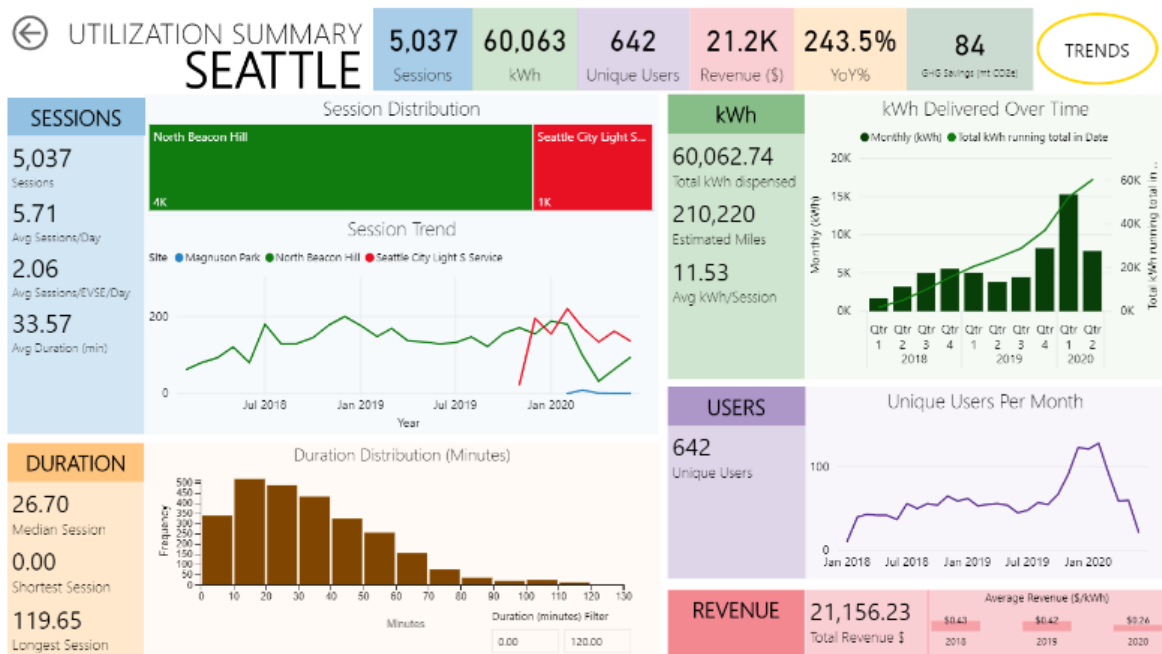 UTILIZATION SUMMARY
SEATTLE
5,037
Sessions
60,063
kWh
642
Unique Users
21.2K
Revenue ($)
243.5%
YoY%
84
GHG Savings (mt CO2e)
TRENDS
SESSIONS
5,037
Sessions
5.71
Avg Sessions/Day
2.06
Avg Sessions/EVSE/Day
33.57
Avg Duration (min)
Session Distribution
North Beacon Hill
4K
Seattle City Light S...
1K
Session Trend
Site Magnuson Park North Beacon Hill Seattle City Light S Service
200
0
Jul 2018 Jan 2019 Jul 2019 Jan 2020
Year
DURATION
26.70
Median Session
0.00
Shortest Session
119.65
Longest Session
Duration Distribution (Minutes)
Frequency
500
450
400
350
300
250
200
150
100
50
0
0 10 20 30 40 50 60 70 80 90 100 110 120 130
Minutes
Duration (minutes) Filter
0.00 120.00
kWh
60,062.74
Total kWh dispensed
210,220
Estimated Miles
11.53
Avg kWh/Session
kWh Delivered Over Time
Monthly (kWh) Total kWh running total in Date
Monthly (kWh)
20K
15K
10K
5K
0K
60K
40K
20K
0K
Total kWh running total in ...
Qtr Qtr Qtr Qtr Qtr Qtr Qtr Qtr Qtr Qtr
1 2 3 4 1 2 3 4 1 2
2018 2019 2020
USERS
642
Unique Users
Unique Users Per Month
100
0
Jan 2018 Jul 2018 Jan 2019 Jul 2019 Jan 2020
REVENUE
21,156.23
Total Revenue $
Average Revenue ($/kWh)
$0.43 $0.42 $0.26
2018 2019 2020